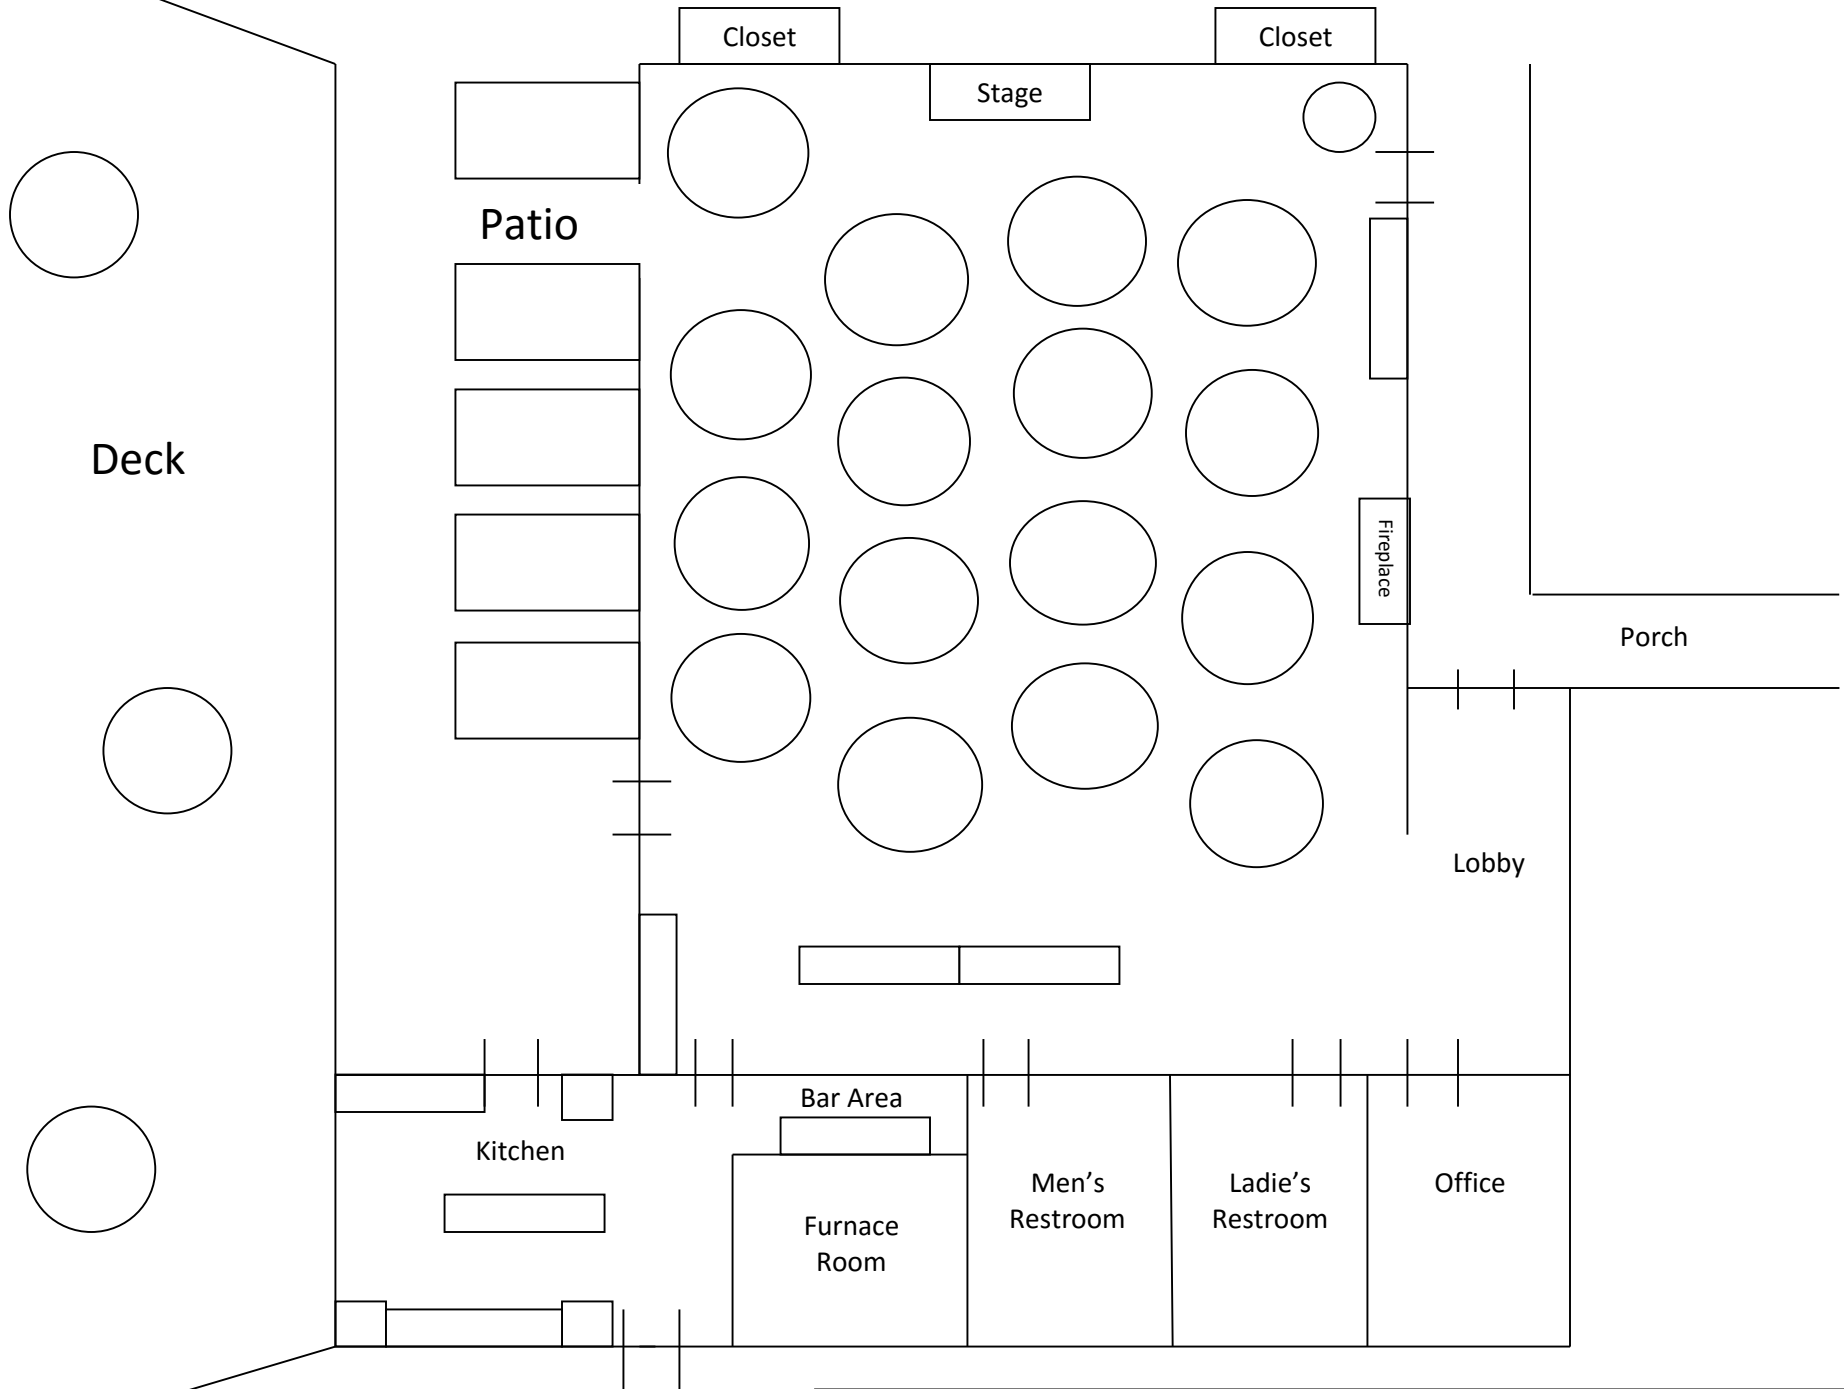 Closet
Closet
Stage
Patio
Deck
Fireplace
Porch
Lobby
Bar Area
Kitchen
Men’s
Restroom
Ladie’s
Restroom
Office
Furnace
Room